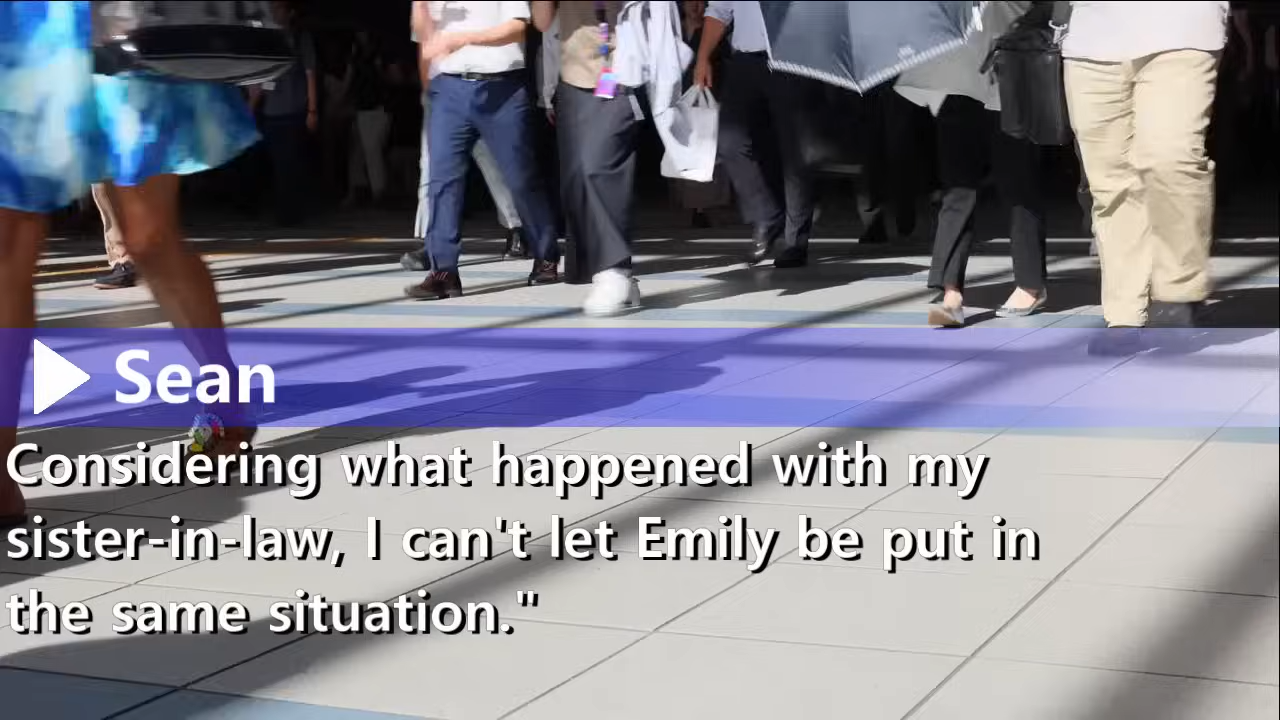 Sean
Considering what happened with my
sister-in-law, I can't let Emily be put in
the same situation."